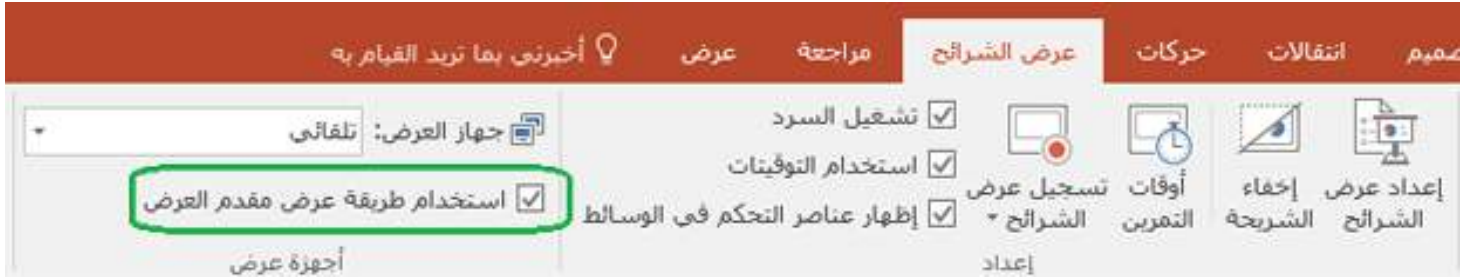 صميم انتقالات حركات عرض الشرائح مراجعة عرض أخبرني بما تريد القيام به
إعداد عرض الشرائح
إخفاء الشريحة
أوقات التمرين
تسجيل عرض الشرائح
تشغيل السرد
استخدام التوقيتات
إظهار عناصر التحكم في الوسائط
إعداد
جهاز العرض: تلقائي
استخدام طريقة عرض مقدم العرض
أجهزة عرض